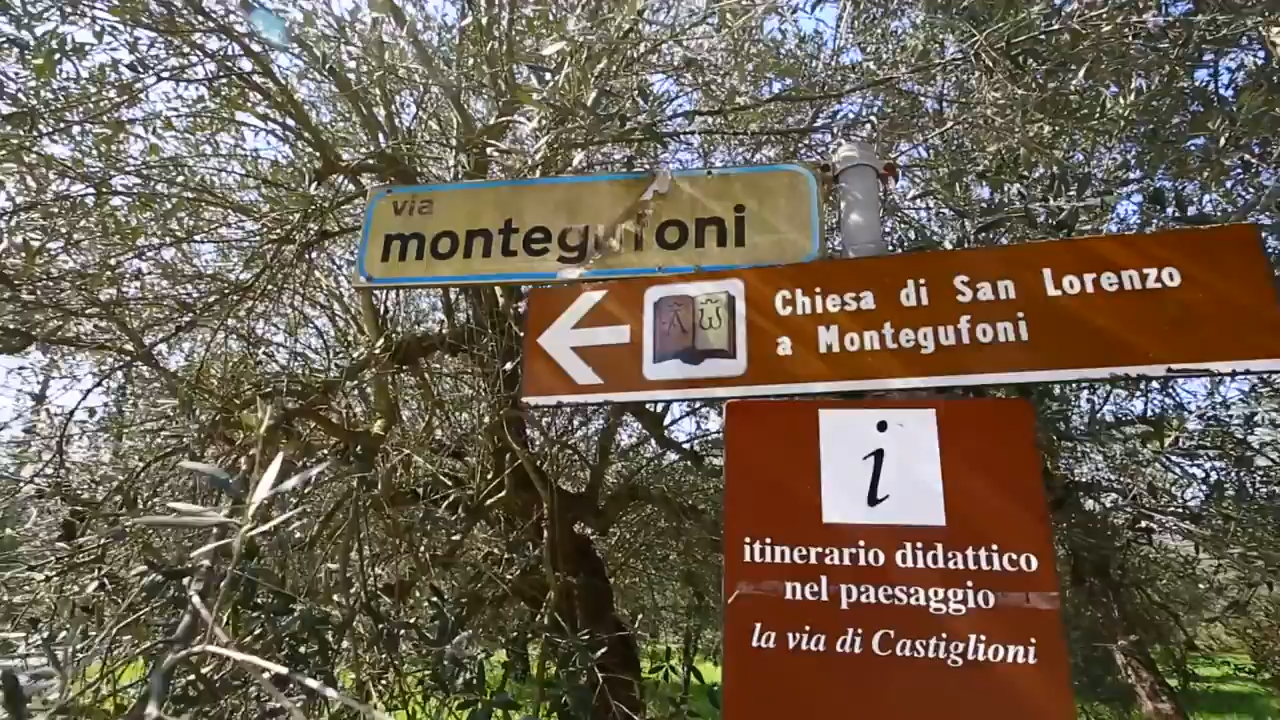 via
montegufoni
Chiesa di San Lorenzo
a Montegufoni
A W
i
itinerario didattico
nel paesaggio
la via di Castiglioni